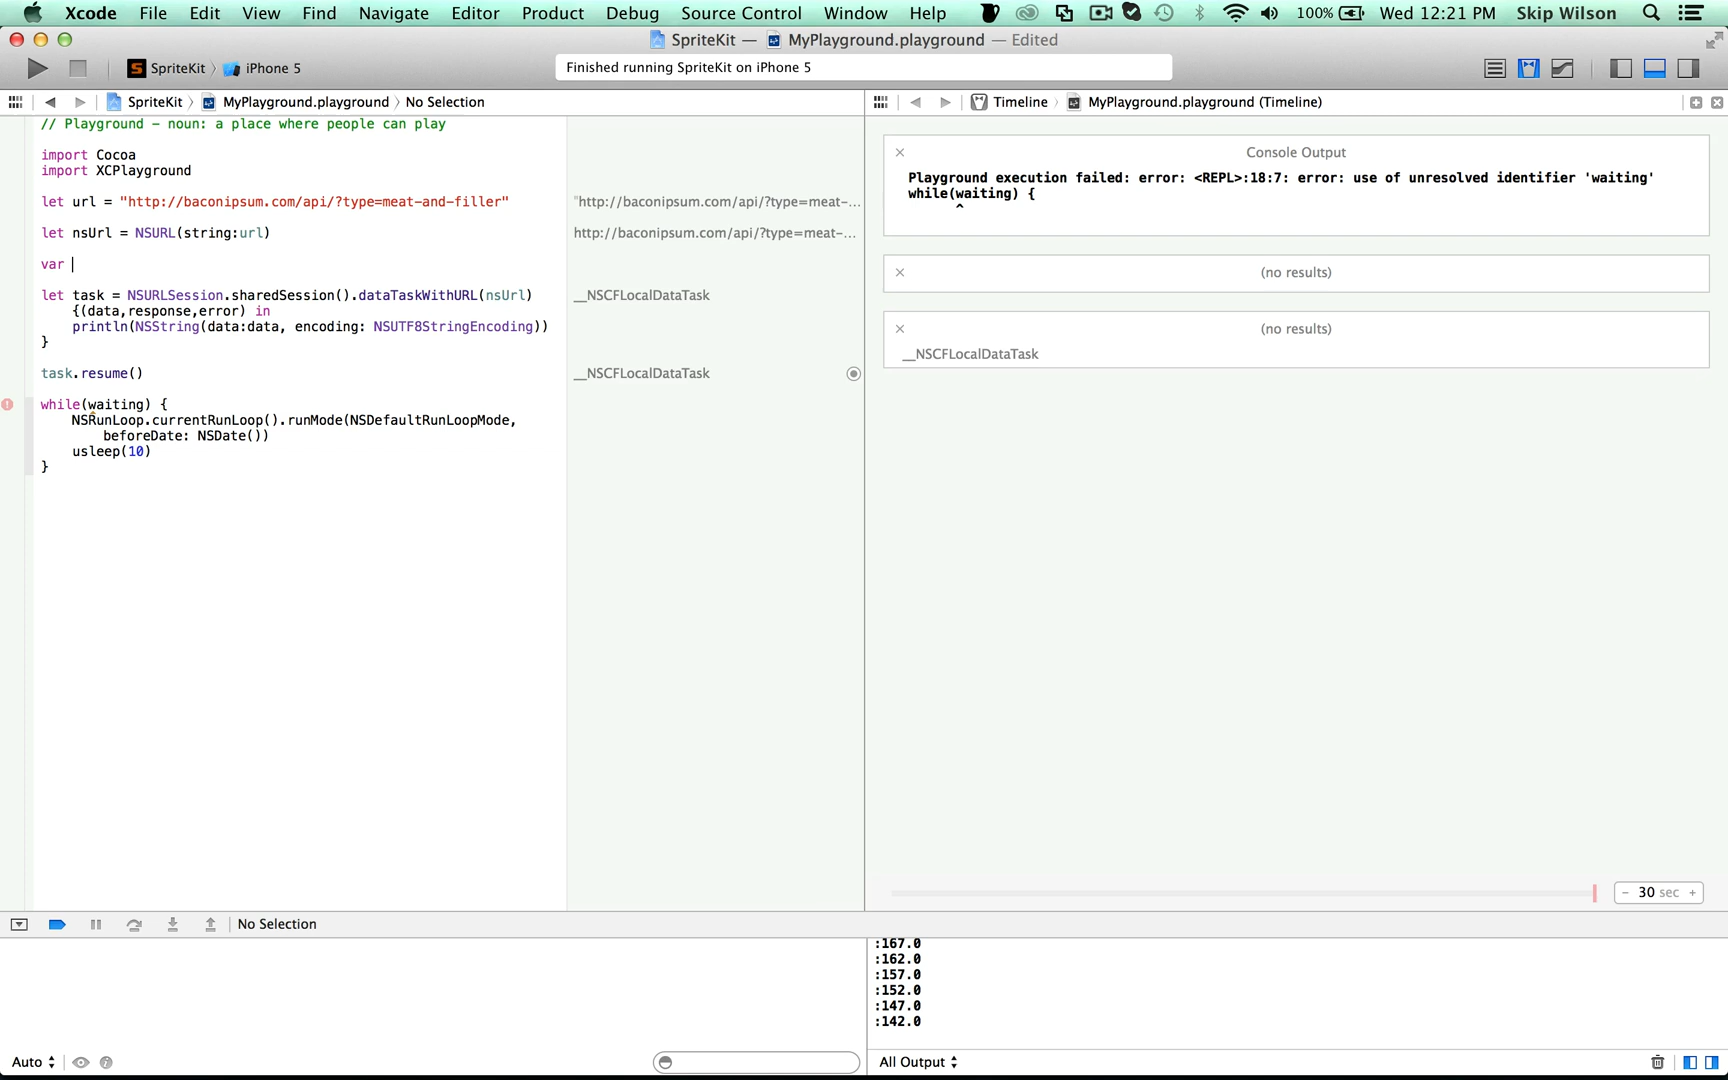 Xcode File Edit View Find Navigate Editor Product Debug Source Control Window Help 100% Wed 12:21 PM Skip Wilson
SpriteKit — MyPlayground.playground — Edited
SpriteKit iPhone 5 Finished running SpriteKit on iPhone 5
SpriteKit MyPlayground.playground No Selection
Timeline MyPlayground.playground (Timeline)
// Playground - noun: a place where people can play
import Cocoa
import XCPlayground
let url = "http://baconipsum.com/api/?type=meat-and-filler"
"http://baconipsum.com/api/?type=meat-...
let nsUrl = NSURL(string:url)
http://baconipsum.com/api/?type=meat-...
var
let task = NSURLSession.sharedSession().dataTaskWithURL(nsUrl)
__NSCFLocalDataTask
{(data,response,error) in
println(NSString(data:data, encoding: NSUTF8StringEncoding))
}
task.resume()
__NSCFLocalDataTask
while(waiting) {
NSRunLoop.currentRunLoop().runMode(NSDefaultRunLoopMode,
beforeDate: NSDate())
usleep(10)
}
Console Output
Playground execution failed: error: <REPL>:18:7: error: use of unresolved identifier 'waiting'
while(waiting) {
^
(no results)
(no results)
__NSCFLocalDataTask
- 30 sec +
No Selection
:167.0
:162.0
:157.0
:152.0
:147.0
:142.0
Auto
All Output